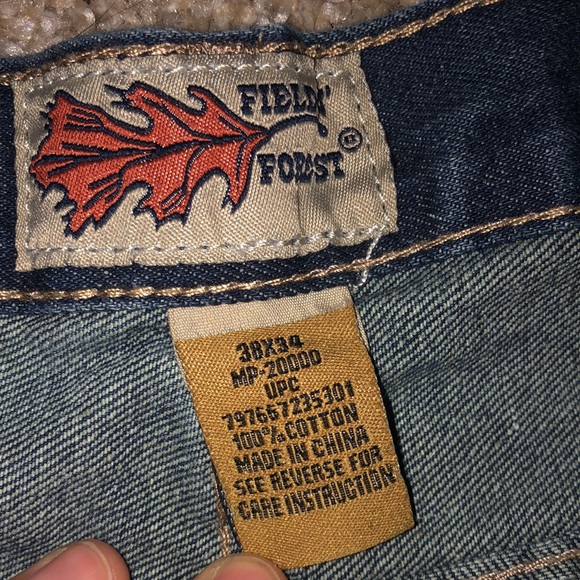 FIELD'N
FOREST®
38X34
MP-20000
UPC
797667235301
100% COTTON
MADE IN CHINA
SEE REVERSE FOR
CARE INSTRUCTION